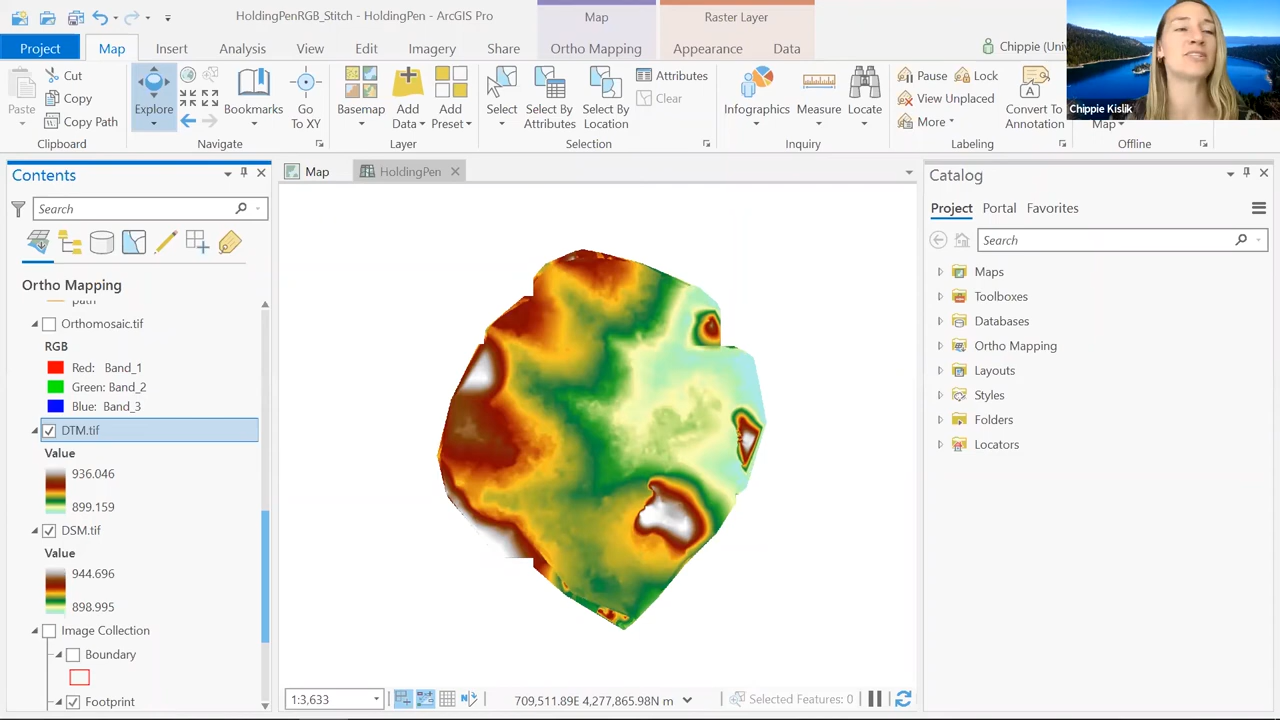 HoldingPenRGB_Stitch - HoldingPen - ArcGIS Pro
Map
Raster Layer
Project
Map
Insert
Analysis
View
Edit
Imagery
Share
Ortho Mapping
Appearance
Data
Chippie (Uni
Paste
Cut
Copy
Copy Path
Clipboard
Explore
Bookmarks
Go
To XY
Navigate
Basemap
Add
Data
Add
Preset
Layer
Select
Select By
Attributes
Select By
Location
Attributes
Clear
Selection
Infographics
Measure
Locate
Inquiry
Pause
Lock
View Unplaced
More
Convert To
Annotation
Labeling
Map
Offline
Chippie Kislik
Contents
Search
Ortho Mapping
path
Orthomosaic.tif
RGB
Red: Band_1
Green: Band_2
Blue: Band_3
DTM.tif
Value
936.046
899.159
DSM.tif
Value
944.696
898.995
Image Collection
Boundary
Footprint
Map
HoldingPen
1:3,633
709,511.89E 4,277,865.98N m
Selected Features: 0
Catalog
Project
Portal
Favorites
Search
Maps
Toolboxes
Databases
Ortho Mapping
Layouts
Styles
Folders
Locators